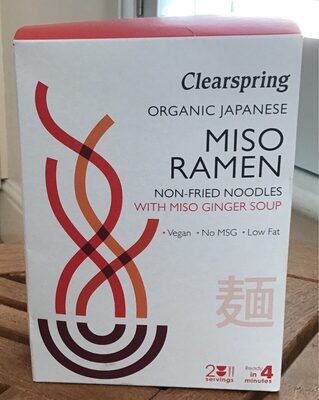 Clearspring
ORGANIC JAPANESE
MISO
RAMEN
NON-FRIED NOODLES
WITH MISO GINGER SOUP
• Vegan • No MSG • Low Fat
麺
2 servings
Ready in 4 minutes